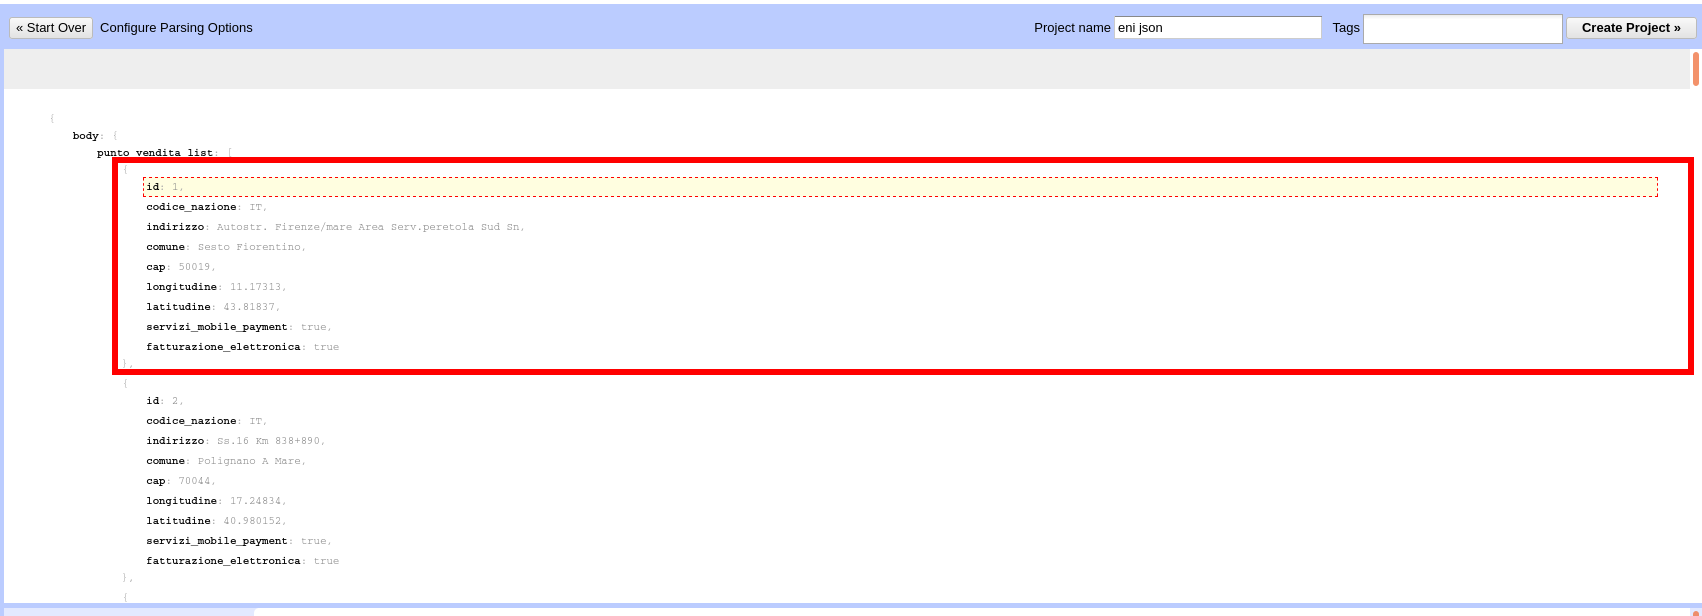 « Start Over Configure Parsing Options Project name eni json Tags Create Project »
{
body: {
punto_vendita_list: [
{
id: 1,
codice_nazione: IT,
indirizzo: Autostr. Firenze/mare Area Serv.peretola Sud Sn,
comune: Sesto Fiorentino,
cap: 50019,
longitudine: 11.17313,
latitudine: 43.81837,
servizi_mobile_payment: true,
fatturazione_elettronica: true
},
{
id: 2,
codice_nazione: IT,
indirizzo: Ss.16 Km 838+890,
comune: Polignano A Mare,
cap: 70044,
longitudine: 17.24834,
latitudine: 40.980152,
servizi_mobile_payment: true,
fatturazione_elettronica: true
},
{